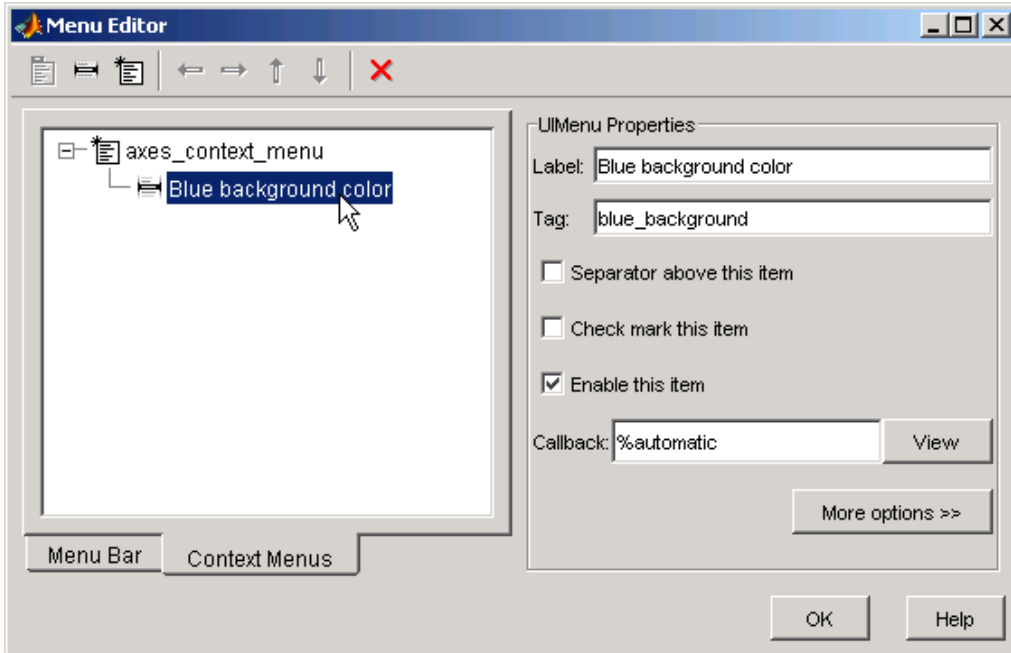 Menu Editor
axes_context_menu
Blue background color
UIMenu Properties
Label: Blue background color
Tag: blue_background
Separator above this item
Check mark this item
Enable this item
Callback: %automatic View
More options >>
Menu Bar Context Menus
OK Help